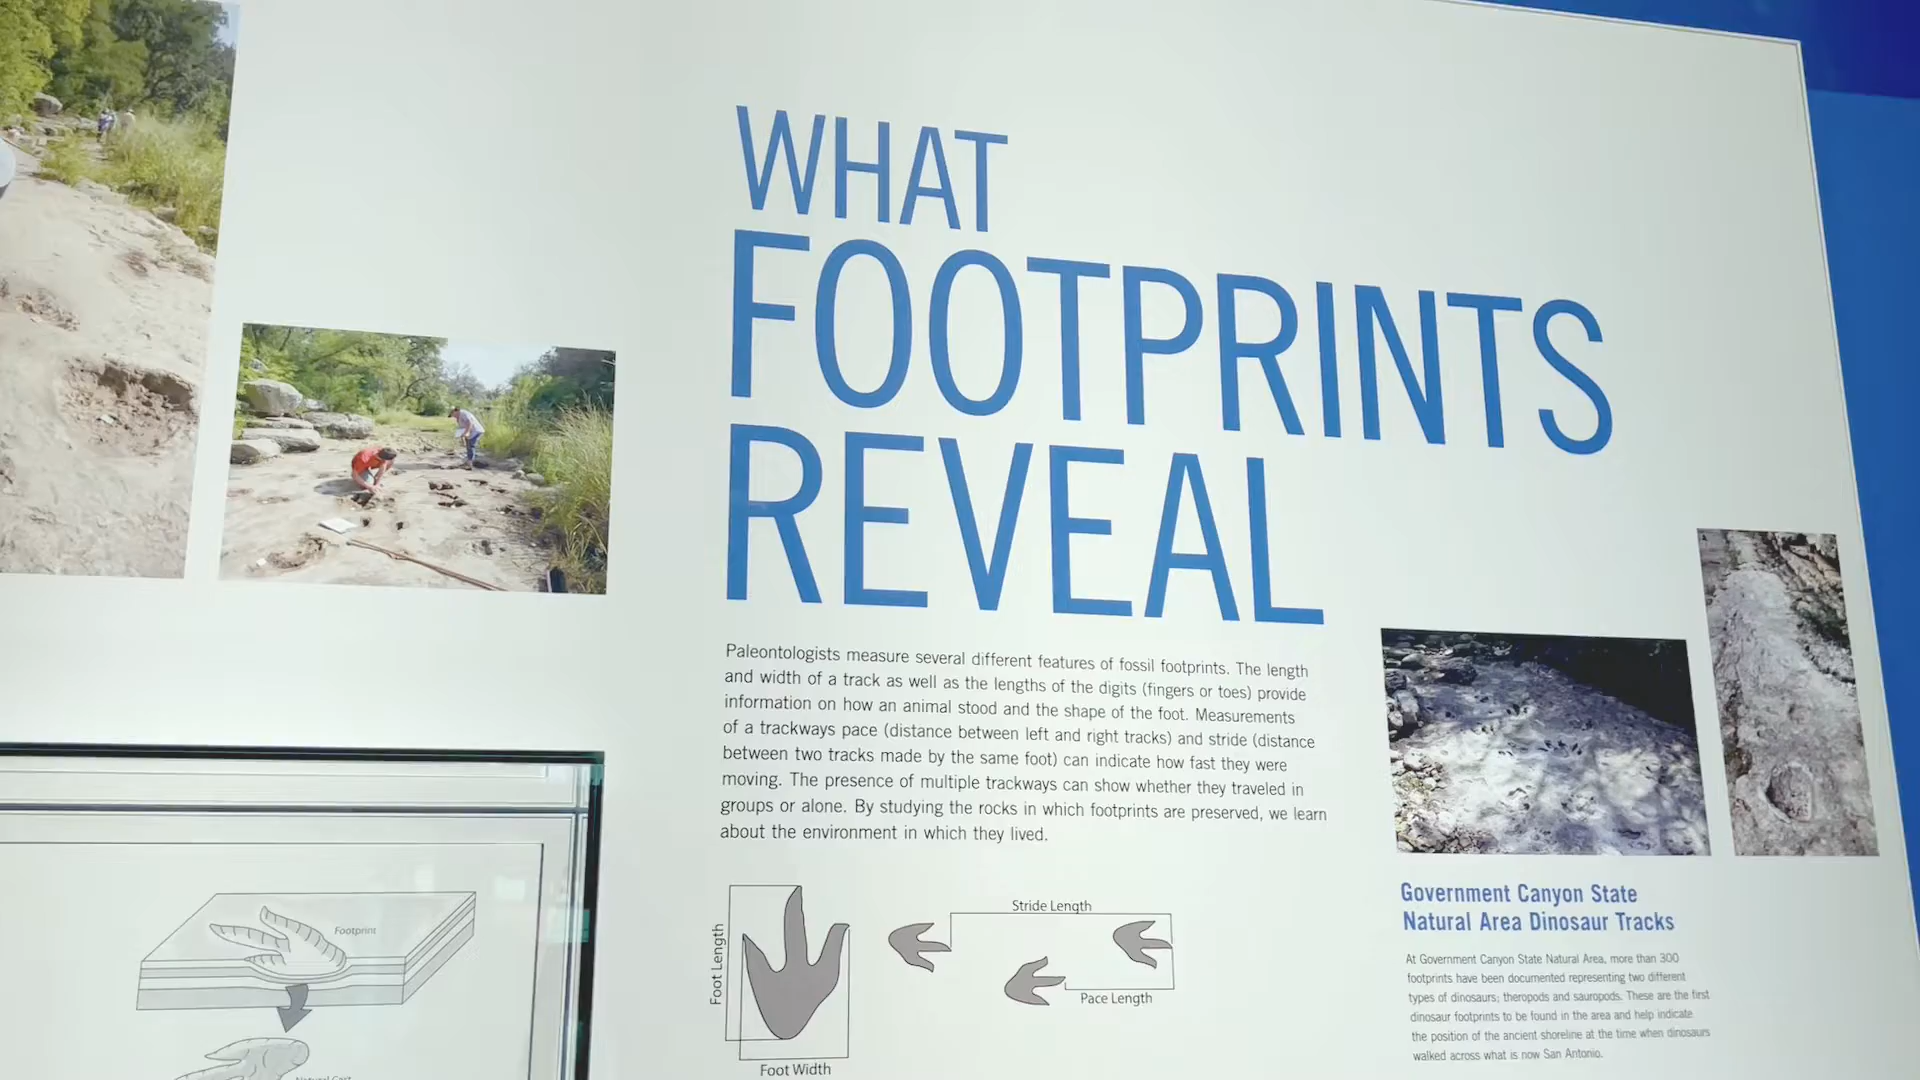 WHAT
FOOTPRINTS
REVEAL
Paleontologists measure several different features of fossil footprints. The length
and width of a track as well as the lengths of the digits (fingers or toes) provide
information on how an animal stood and the shape of the foot. Measurements
of a trackways pace (distance between left and right tracks) and stride (distance
between two tracks made by the same foot) can indicate how fast they were
moving. The presence of multiple trackways can show whether they traveled in
groups or alone. By studying the rocks in which footprints are preserved, we learn
about the environment in which they lived.
Footprint
Natural Cast
Foot Length
Foot Width
Stride Length
Pace Length
Government Canyon State
Natural Area Dinosaur Tracks
At Government Canyon State Natural Area, more than 300
footprints have been documented representing two different
types of dinosaurs; theropods and sauropods. These are the first
dinosaur footprints to be found in the area and help indicate
the position of the ancient shoreline at the time when dinosaurs
walked across what is now San Antonio.